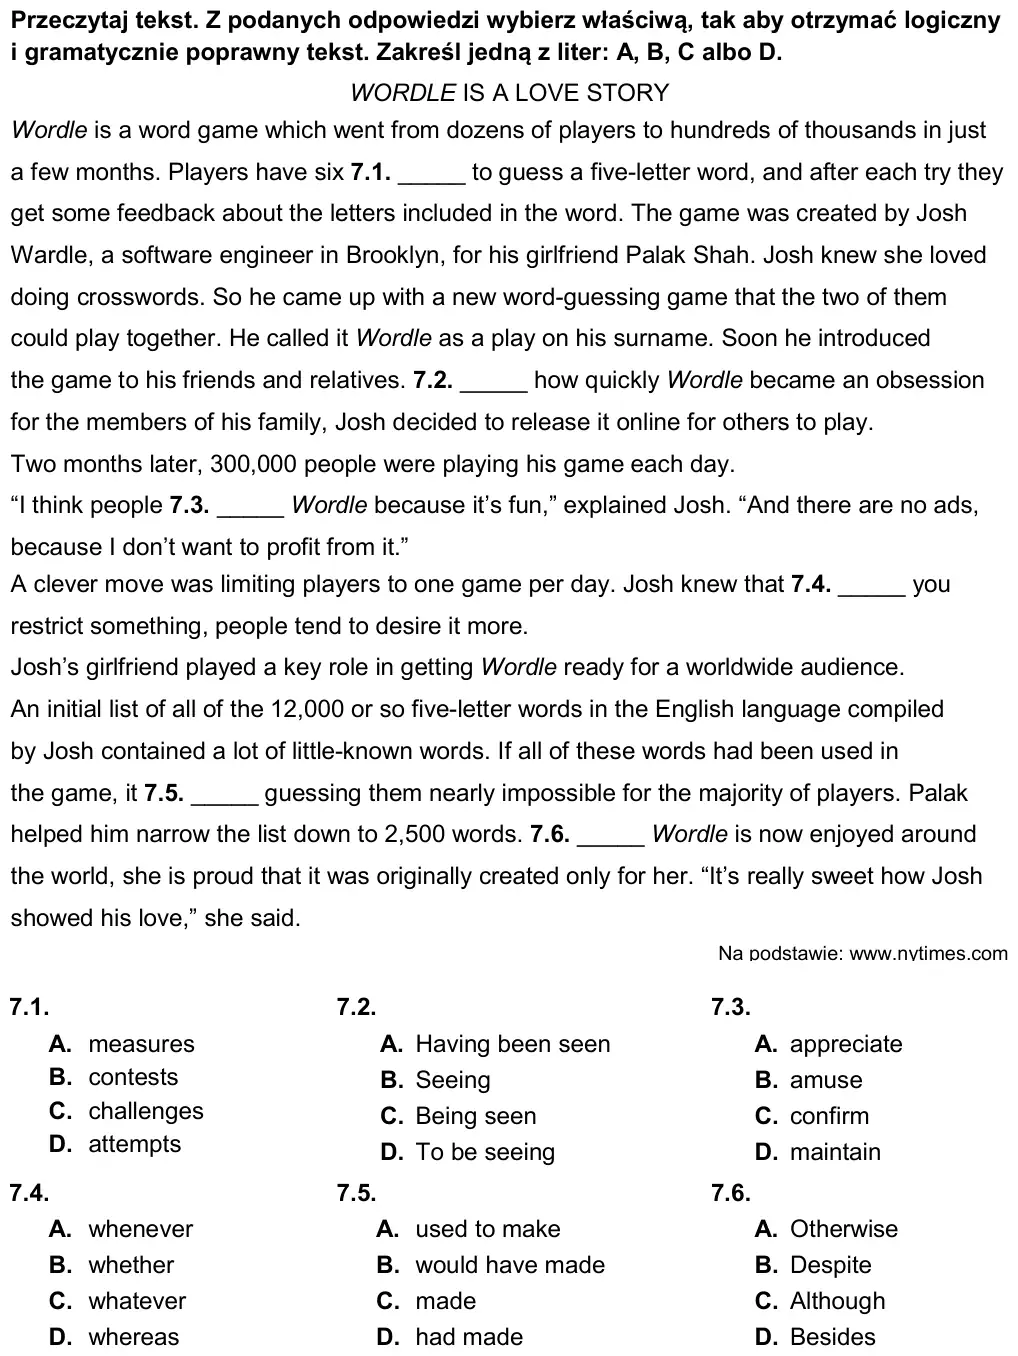 Przeczytaj tekst. Z podanych odpowiedzi wybierz właściwą, tak aby otrzymać logiczny
i gramatycznie poprawny tekst. Zakreśl jedną z liter: A, B, C albo D.
WORDLE IS A LOVE STORY
Wordle is a word game which went from dozens of players to hundreds of thousands in just
a few months. Players have six 7.1. _____ to guess a five-letter word, and after each try they
get some feedback about the letters included in the word. The game was created by Josh
Wardle, a software engineer in Brooklyn, for his girlfriend Palak Shah. Josh knew she loved
doing crosswords. So he came up with a new word-guessing game that the two of them
could play together. He called it Wordle as a play on his surname. Soon he introduced
the game to his friends and relatives. 7.2. _____ how quickly Wordle became an obsession
for the members of his family, Josh decided to release it online for others to play.
Two months later, 300,000 people were playing his game each day.
“I think people 7.3. _____ Wordle because it’s fun,” explained Josh. “And there are no ads,
because I don’t want to profit from it.”
A clever move was limiting players to one game per day. Josh knew that 7.4. _____ you
restrict something, people tend to desire it more.
Josh’s girlfriend played a key role in getting Wordle ready for a worldwide audience.
An initial list of all of the 12,000 or so five-letter words in the English language compiled
by Josh contained a lot of little-known words. If all of these words had been used in
the game, it 7.5. _____ guessing them nearly impossible for the majority of players. Palak
helped him narrow the list down to 2,500 words. 7.6. _____ Wordle is now enjoyed around
the world, she is proud that it was originally created only for her. “It’s really sweet how Josh
showed his love,” she said.
Na podstawie: www.nytimes.com
7.1.
A. measures
B. contests
C. challenges
D. attempts
7.2.
A. Having been seen
B. Seeing
C. Being seen
D. To be seeing
7.3.
A. appreciate
B. amuse
C. confirm
D. maintain
7.4.
A. whenever
B. whether
C. whatever
D. whereas
7.5.
A. used to make
B. would have made
C. made
D. had made
7.6.
A. Otherwise
B. Despite
C. Although
D. Besides